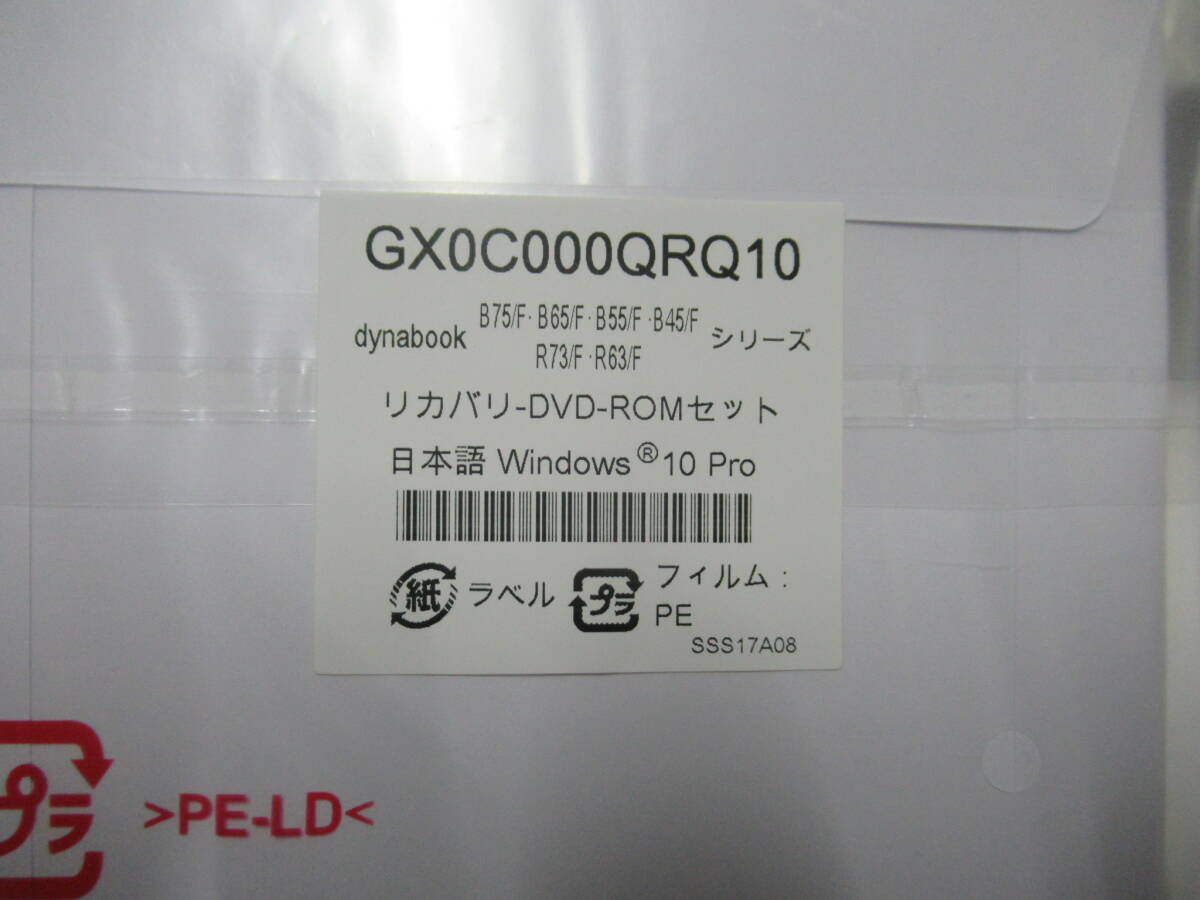 GX0C000QRQ10
dynabook B75/F・B65/F・B55/F・B45/F シリーズ
R73/F・R63/F
リカバリ-DVD-ROMセット
日本語 Windows®10 Pro
紙 ラベル プラ フィルム:
PE
SSS17A08
プラ >PE-LD<